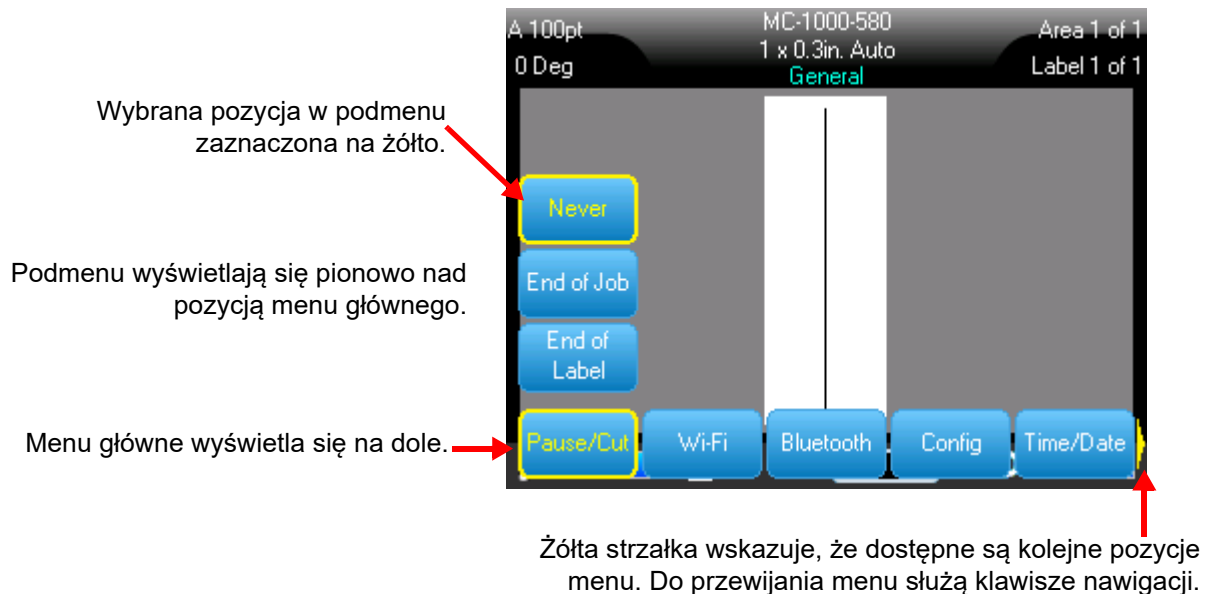 A 100pt
MC-1000-580
Area 1 of 1
1 x 0.3in. Auto
0 Deg
General
Label 1 of 1
Wybrana pozycja w podmenu
zaznaczona na żółto.
Never
Podmenu wyświetlają się pionowo nad
pozycją menu głównego.
End of Job
End of
Label
Menu główne wyświetla się na dole.
Pause/Cut
Wi-Fi
Bluetooth
Config
Time/Date
Żółta strzałka wskazuje, że dostępne są kolejne pozycje
menu. Do przewijania menu służą klawisze nawigacji.